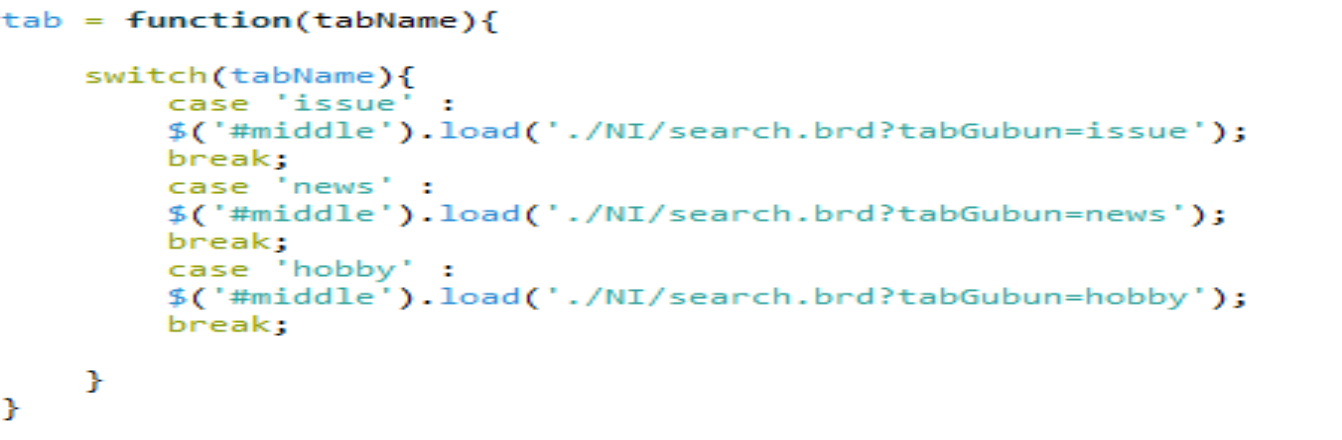 tab = function(tabName){
switch(tabName){
case 'issue' :
$('#middle').load('./NI/search.brd?tabGubun=issue');
break;
case 'news' :
$('#middle').load('./NI/search.brd?tabGubun=news');
break;
case 'hobby' :
$('#middle').load('./NI/search.brd?tabGubun=hobby');
break;
}
}